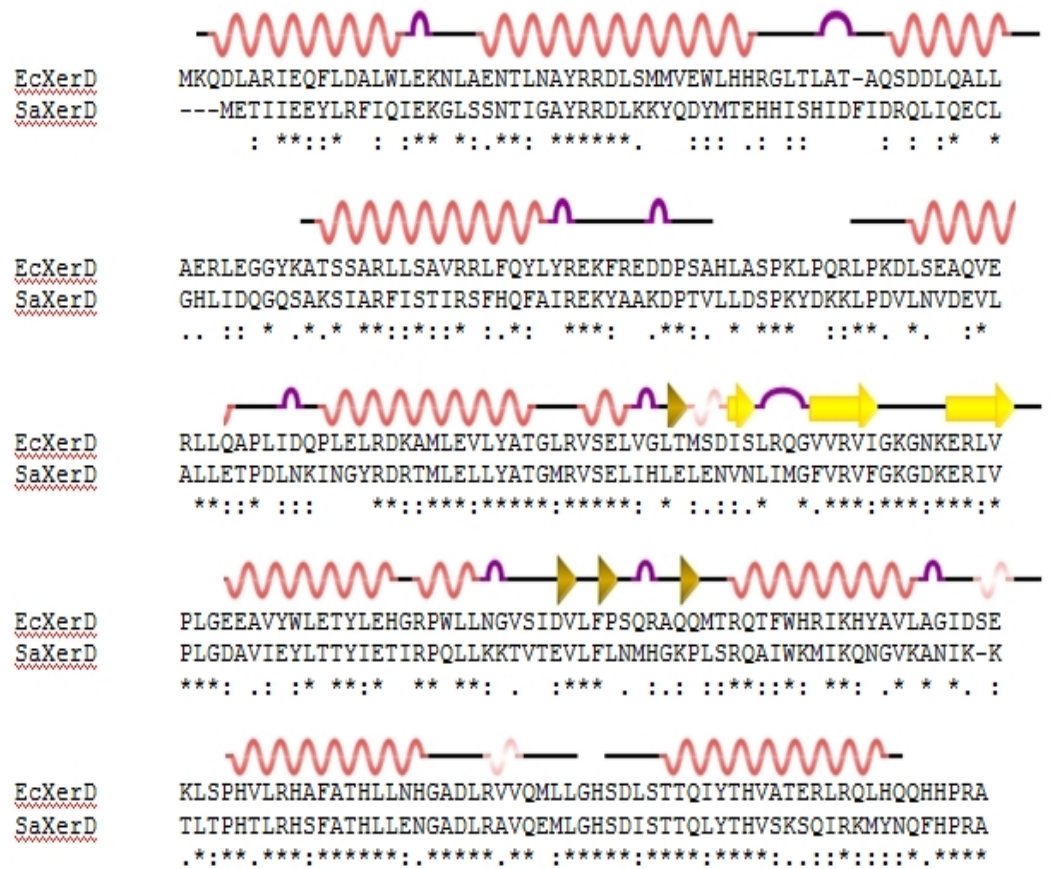 EcXerD MKQDLARIEQFLDALWLEKNLAENTLNAYRRDLSMMVEWLHHRGLTLAT-AQSDDLQALL
SaXerD ---METIIEEYLRFIQIEKGLSSNTIGAYRRDLKKYQDYMTEHHISHIDFIDRQLIQECL
: **::* : :** *:.**: ******. ::: .: :: : : :* *
EcXerD AERLEGGYKATSSARLLSAVRRLFQYLYREKFREDDPSAHLASPKLPQRLPKDLSEAQVE
SaXerD GHLIDQGQSAKSIARFISTIRSFHQFAIREKYAAKDPTVLLDSPKYDKKLPDVLNVDEVL
.. :: * .*.* **::*::* :.*: ***: .**:. * *** ::**. *. :*
EcXerD RLLQAPLIDQPLELRDKAMLEVLYATGLRVSELVGLTMSDISLRQGVVRVIGKGNKERLV
SaXerD ALLETPDLNKINGYRDRTMLELLYATGMRVSELIHLELENVNLIMGFVRVFGKGDKERIV
**::* ::: **::***:*****:*****: * :.::.* *.***:***:***:*
EcXerD PLGEEAVYWLETYLEHGRPWLLNGVSIDVLFPSQRAQQMTRQTFWHRIKHYAVLAGIDSE
SaXerD PLGDAVIEYLTTYIETIRPQLLKKTVTEVLFLNMHGKPLSRQAIWKMIKQNGVKANIK-K
***: .: :* **:* ** **: . :*** . :.: ::**::*: **: .* *. :
EcXerD KLSPHVLRHAFATHLLNHGADLRVVQMLLGHSDLSTTQIYTHVATERLRQLHQQHHPRA
SaXerD TLTPHTLRHSFATHLLENGADLRAVQEMLGHSDISTTQLYTHVSKSQIRKMYNQFHPRA
.*:**.***:******:.*****.** :*****:****:****:..::*::::*.****